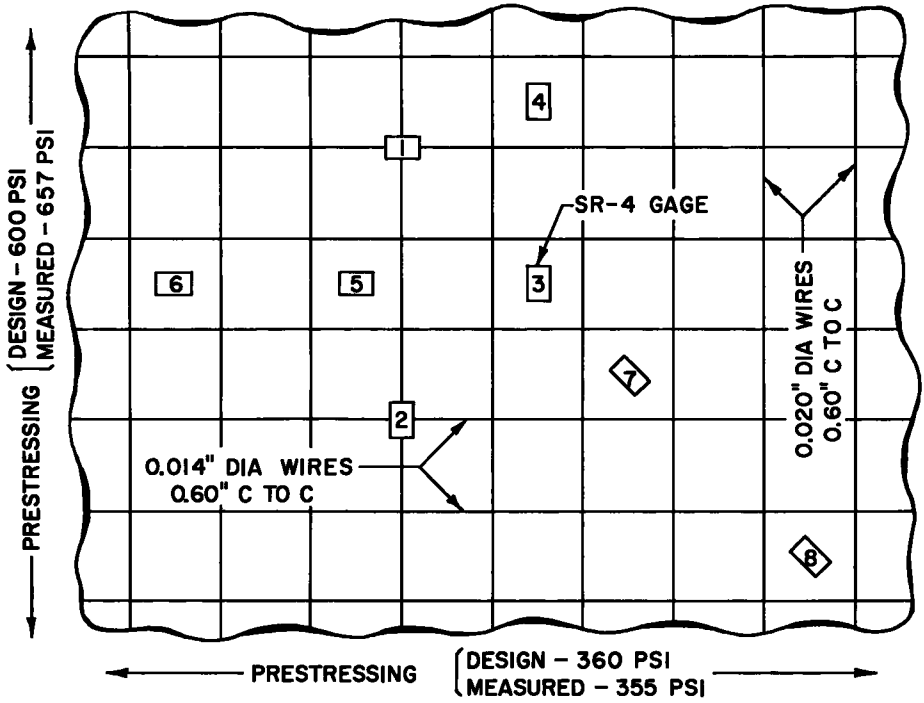 4
1
SR-4 GAGE
6
5
3
7
2
8
PRESTRESSING
DESIGN - 600 PSI
MEASURED - 657 PSI
0.020" DIA WIRES
0.60" C TO C
0.014" DIA WIRES
0.60" C TO C
PRESTRESSING
DESIGN - 360 PSI
MEASURED - 355 PSI